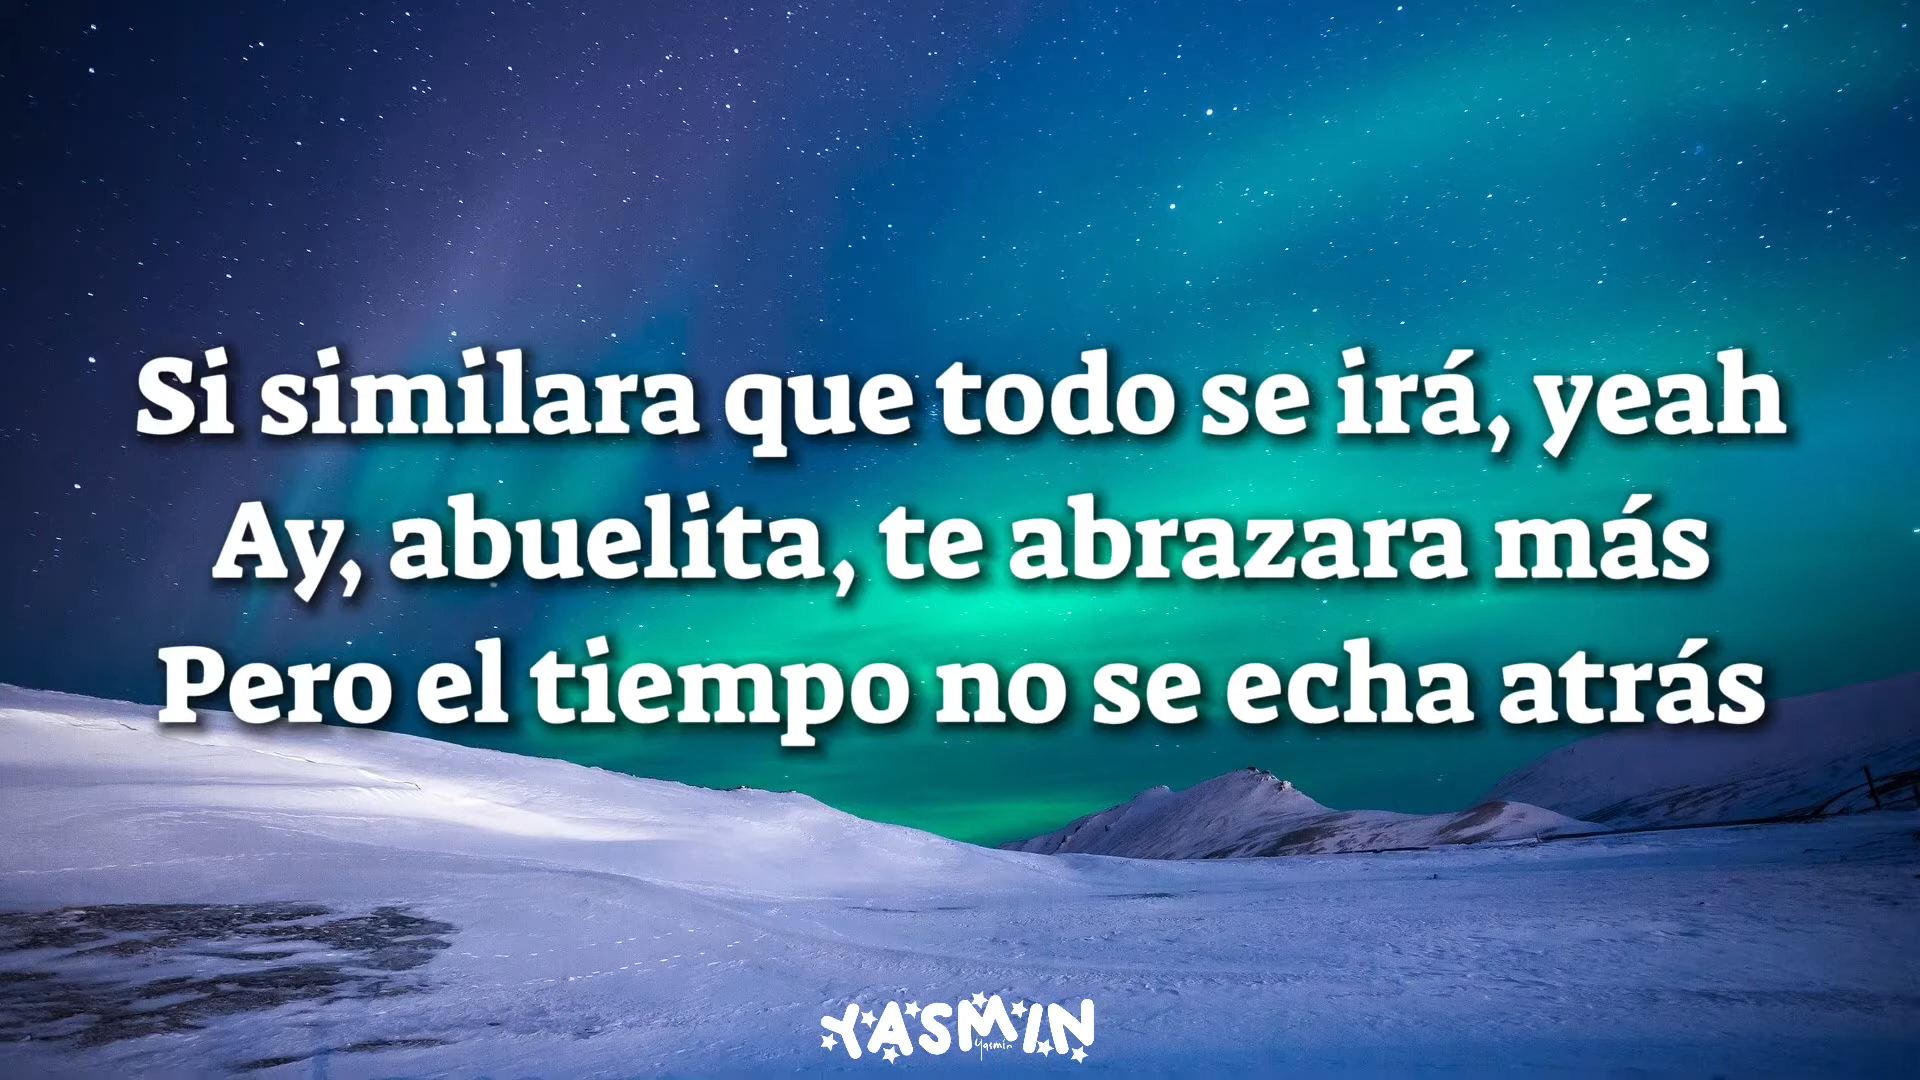 Si similara que todo se irá, yeah
Ay, abuelita, te abrazara más
Pero el tiempo no se echa atrás
YASMIN
yasmin